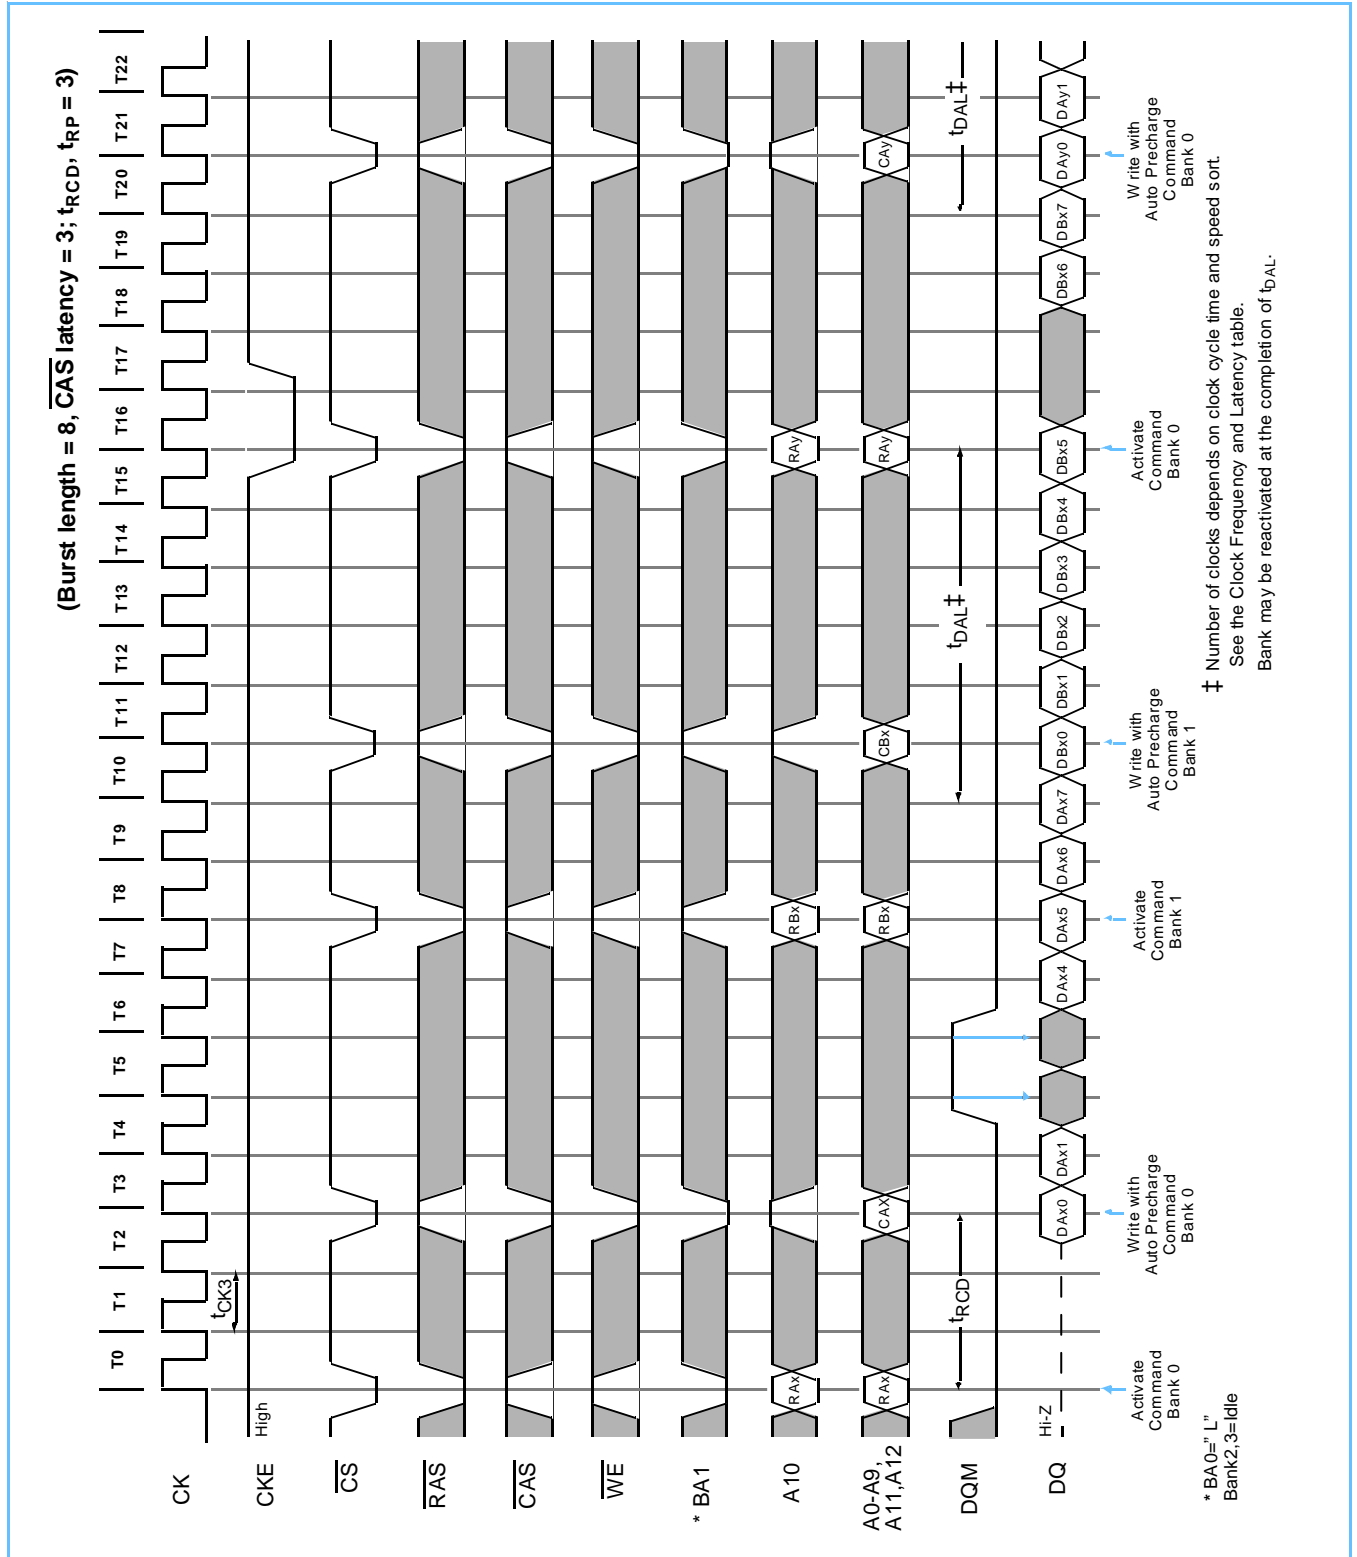 (Burst length = 8, CAS latency = 3; tRCD, tRP = 3)
T0 T1 T2 T3 T4 T5 T6 T7 T8 T9 T10 T11 T12 T13 T14 T15 T16 T17 T18 T19 T20 T21 T22
CK
tCK3
CKE
High
CS
RAS
CAS
WE
* BA1
A10
RAx RBx RAy
A0-A9,
A11,A12
RAx CAX RBx CBx RAy CAy
DQM
tRCD tDAL‡ tDAL‡
DQ
Hi-Z
DAx0 DAx1 DAx4 DAx5 DAx6 DAx7 DBx0 DBx1 DBx2 DBx3 DBx4 DBx5 DBx6 DBx7 DAy0 DAy1
Activate
Command
Bank 0
Write with
Auto Precharge
Command
Bank 0
Activate
Command
Bank 1
Write with
Auto Precharge
Command
Bank 1
Activate
Command
Bank 0
Write with
Auto Precharge
Command
Bank 0
* BA0=" L"
Bank2,3=Idle
‡ Number of clocks depends on clock cycle time and speed sort.
See the Clock Frequency and Latency table.
Bank may be reactivated at the completion of tDAL.